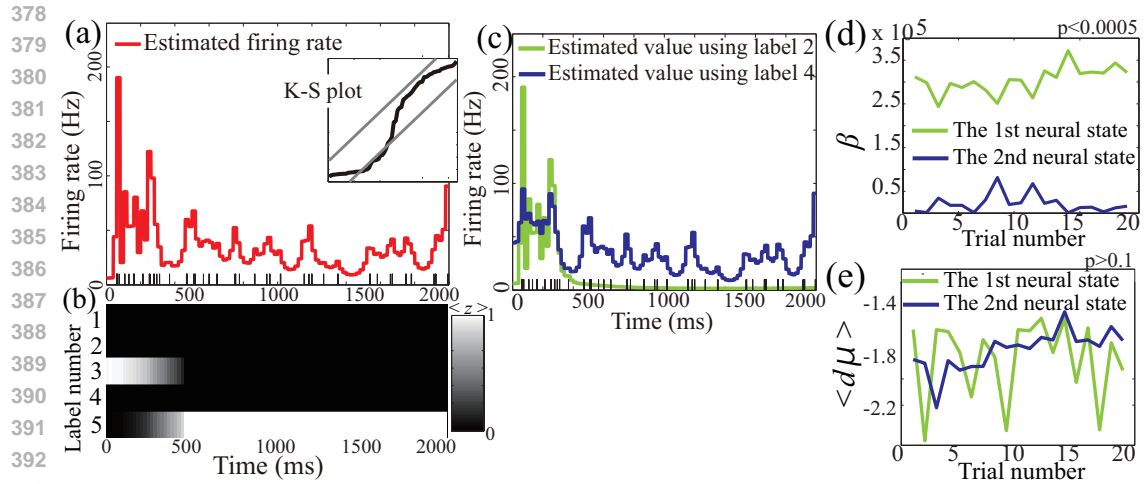 378
379
380
381
382
383
384
385
386
387
388
389
390
391
392
(a)
Estimated firing rate
K-S plot
Firing rate (Hz)
200
100
0
0 500 1000 1500 2000
(b)
Label number
1
2
3
4
5
< z >
1
0
0 500 1000 1500 2000
Time (ms)
(c)
Estimated value using label 2
Estimated value using label 4
Firing rate (Hz)
200
100
0
0 500 1000 1500 2000
Time (ms)
(d)
x 10⁵
p<0.0005
β
3.5
2.5
1.5
0.5
The 1st neural state
The 2nd neural state
0 5 10 15 20
Trial number
(e)
p>0.1
The 1st neural state
The 2nd neural state
<dμ>
-1.4
-1.8
-2.2
5 10 15 20
Trial number